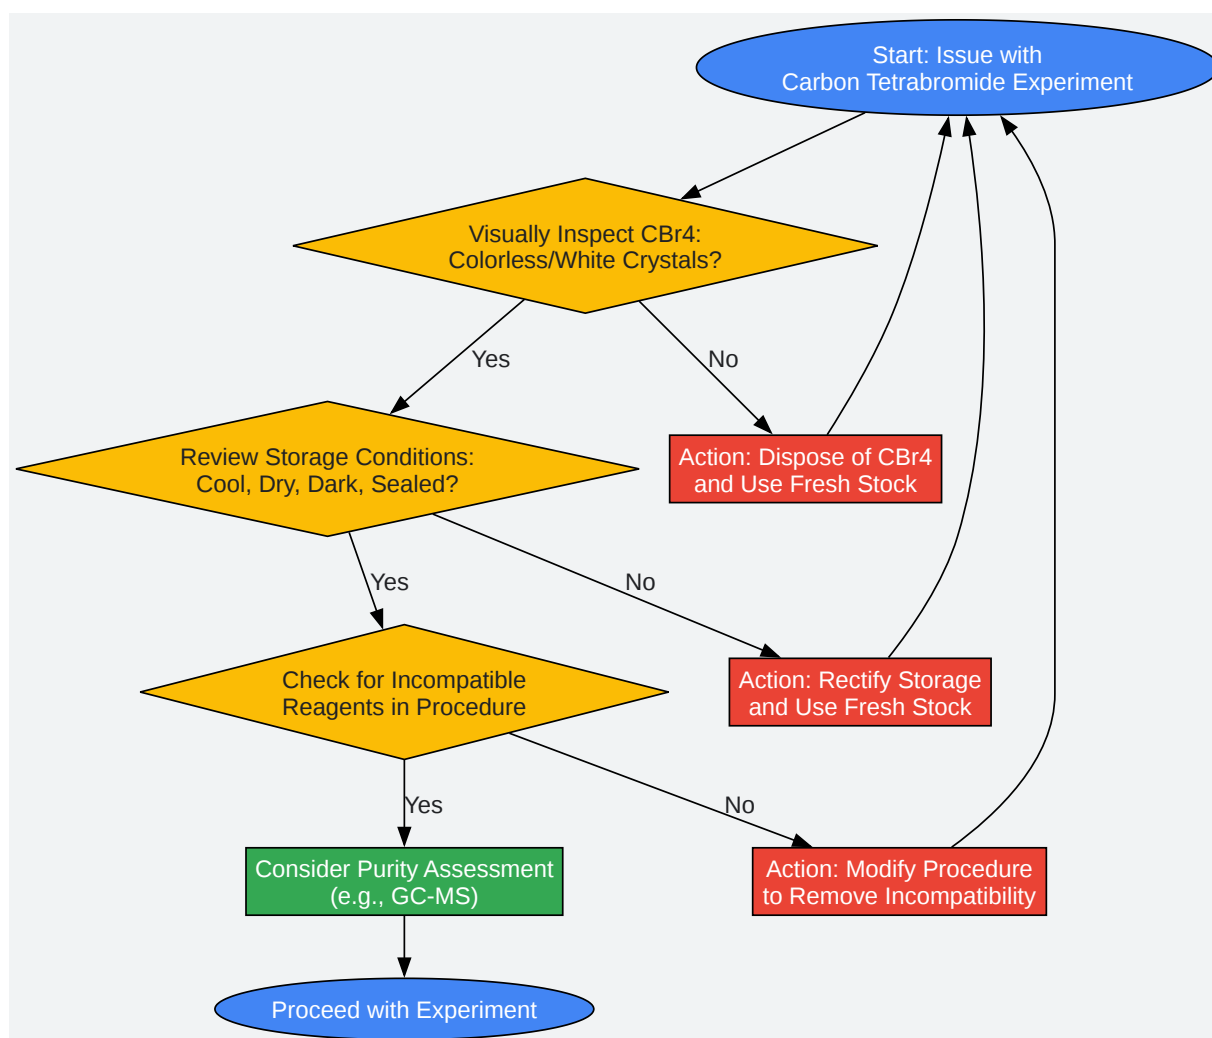 Start: Issue with
Carbon Tetrabromide Experiment
Visually Inspect CBr4:
Colorless/White Crystals?
Yes
No
Review Storage Conditions:
Cool, Dry, Dark, Sealed?
Action: Dispose of CBr4
and Use Fresh Stock
Yes
No
Check for Incompatible
Reagents in Procedure
Action: Rectify Storage
and Use Fresh Stock
Yes
No
Consider Purity Assessment
(e.g., GC-MS)
Action: Modify Procedure
to Remove Incompatibility
Proceed with Experiment